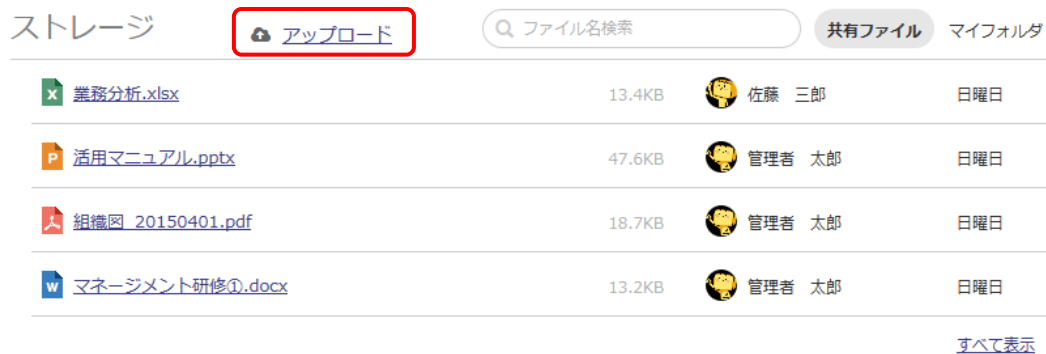 ストレージ アップロード ファイル名検索 共有ファイル マイフォルダ
業務分析.xlsx 13.4KB 佐藤　三郎 日曜日
活用マニュアル.pptx 47.6KB 管理者　太郎 日曜日
組織図_20150401.pdf 18.7KB 管理者　太郎 日曜日
マネージメント研修①.docx 13.2KB 管理者　太郎 日曜日
すべて表示